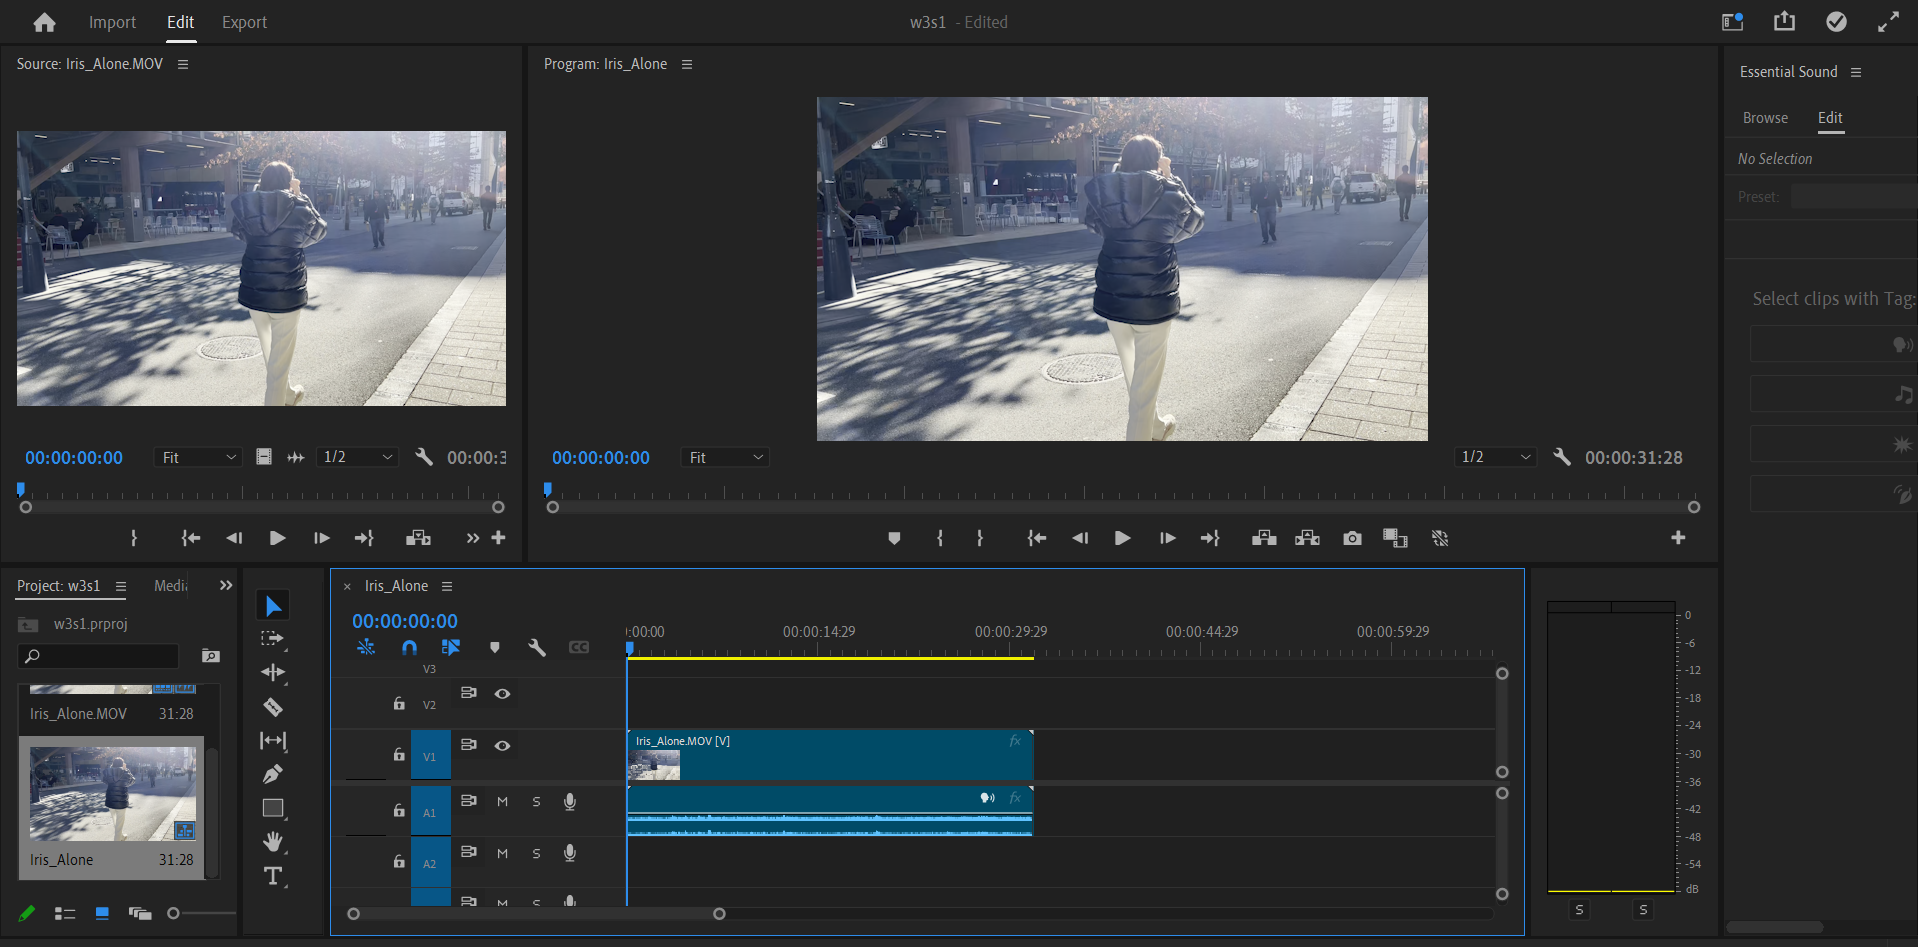 Import Edit Export w3s1 - Edited
Source: Iris_Alone.MOV
Program: Iris_Alone
Essential Sound
Browse Edit
No Selection
Preset:
Select clips with Tag:
00:00:00:00 Fit 1/2 00:00:3
00:00:00:00 Fit 1/2 00:00:31:28
Project: w3s1 Media
w3s1.prproj
Iris_Alone.MOV 31:28
Iris_Alone 31:28
T
× Iris_Alone
00:00:00:00
CC
:00:00 00:00:14:29 00:00:29:29 00:00:44:29 00:00:59:29
V3
V2
V1 Iris_Alone.MOV [V] fx
A1 M S fx
A2 M S
M S
0
-6
-12
-18
-24
-30
-36
-42
-48
-54
dB
S S